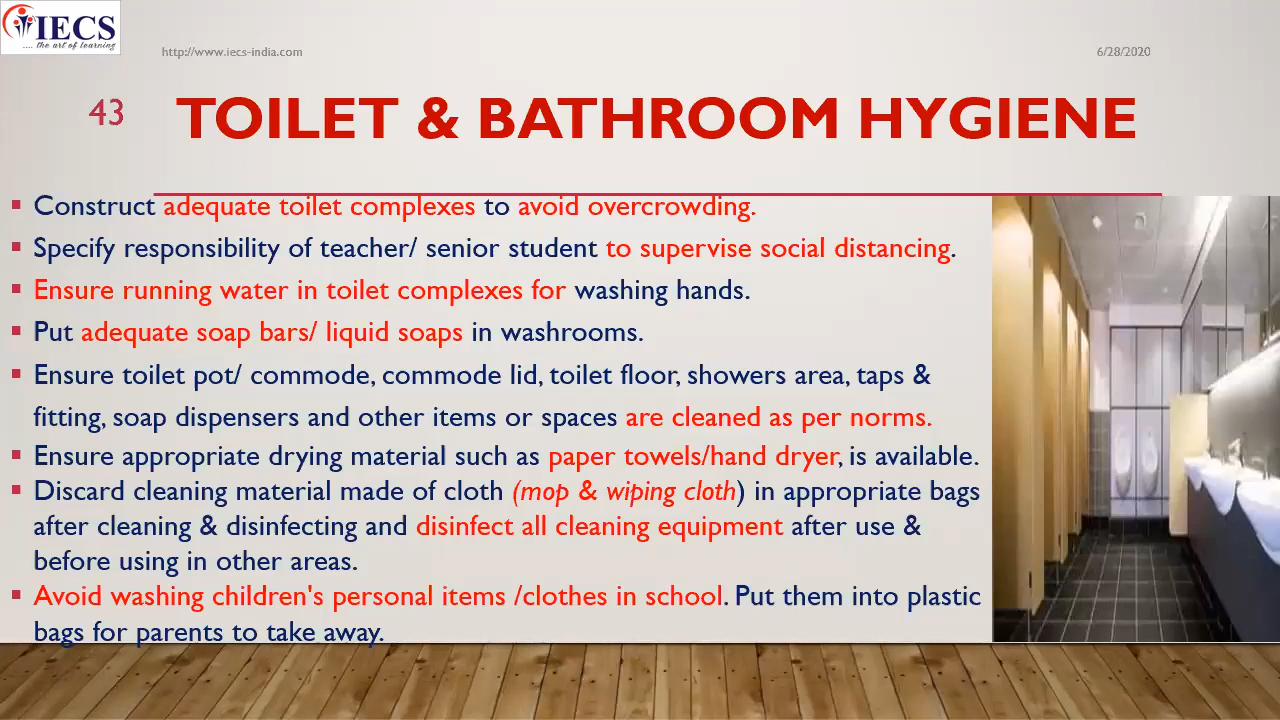 IECS
.... the art of learning
http://www.iecs-india.com
6/28/2020
43
TOILET & BATHROOM HYGIENE
▪ Construct adequate toilet complexes to avoid overcrowding.
▪ Specify responsibility of teacher/ senior student to supervise social distancing.
▪ Ensure running water in toilet complexes for washing hands.
▪ Put adequate soap bars/ liquid soaps in washrooms.
▪ Ensure toilet pot/ commode, commode lid, toilet floor, showers area, taps &
fitting, soap dispensers and other items or spaces are cleaned as per norms.
▪ Ensure appropriate drying material such as paper towels/hand dryer, is available.
▪ Discard cleaning material made of cloth (mop & wiping cloth) in appropriate bags
after cleaning & disinfecting and disinfect all cleaning equipment after use &
before using in other areas.
▪ Avoid washing children's personal items /clothes in school. Put them into plastic
bags for parents to take away.